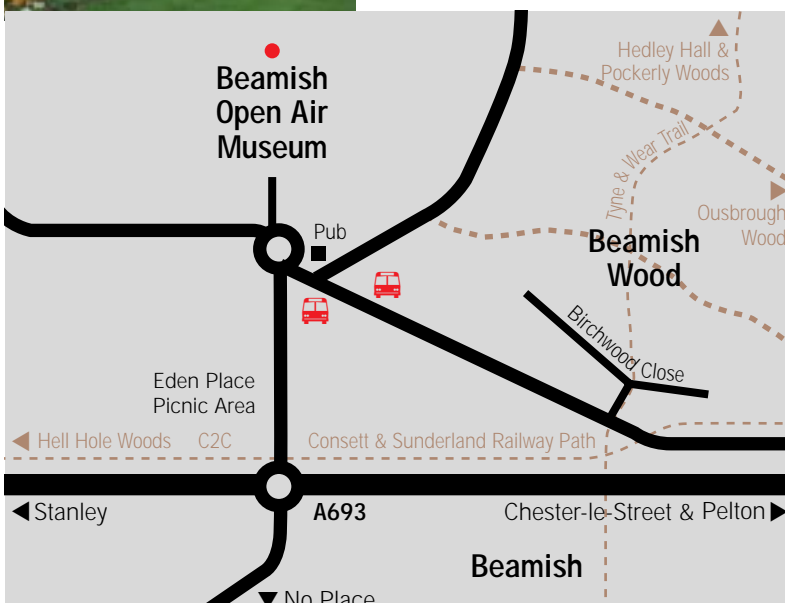 Hedley Hall &
Pockerly Woods
Beamish
Open Air
Museum
Tyne & Wear Trail
Ousbrough
Wood
Pub
Beamish
Wood
Birchwood Close
Eden Place
Picnic Area
Hell Hole Woods C2C Consett & Sunderland Railway Path
Stanley A693 Chester-le-Street & Pelton
Beamish
No Place